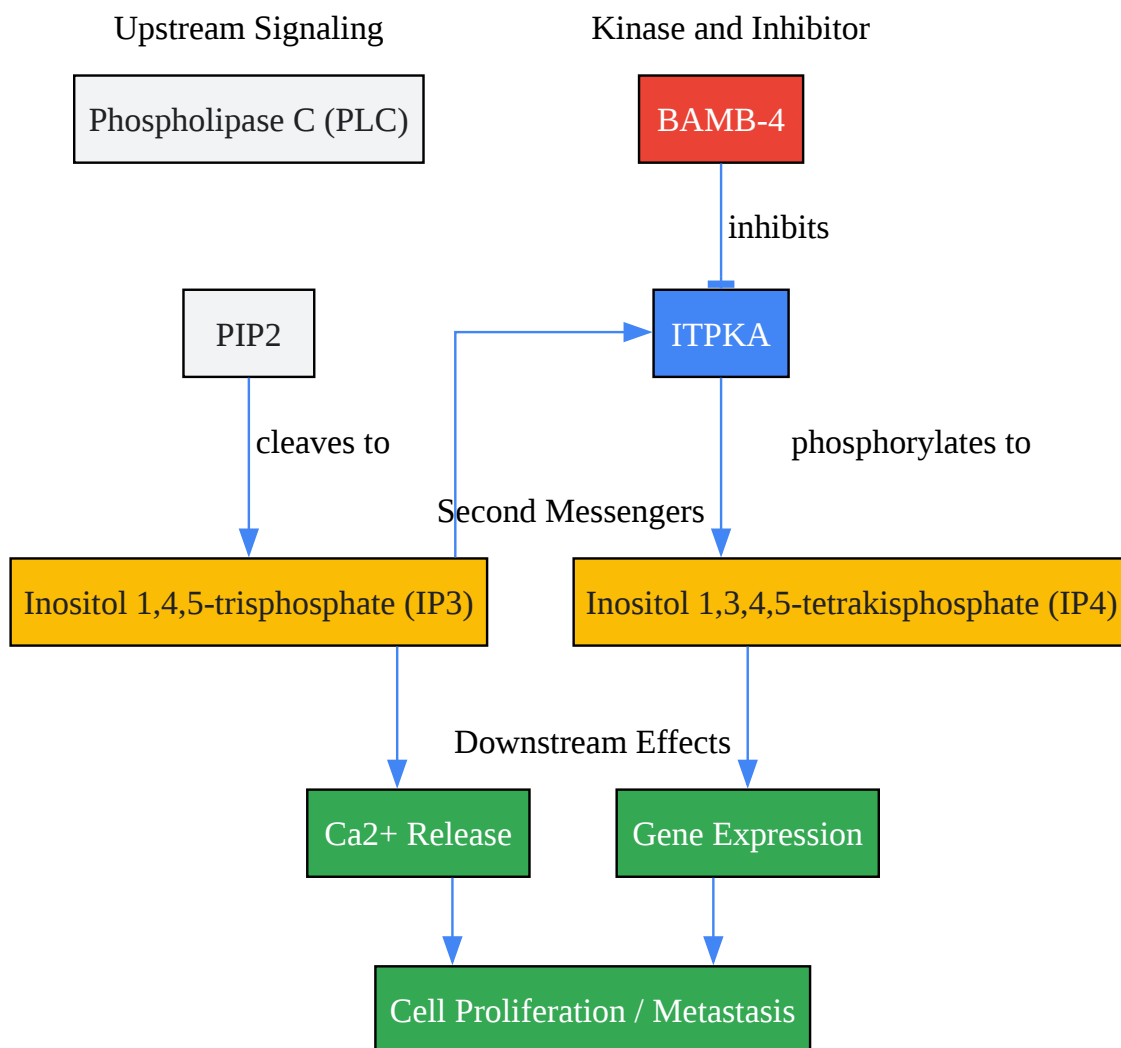 Upstream Signaling
Kinase and Inhibitor
Phospholipase C (PLC)
BAMB-4
inhibits
PIP2
ITPKA
cleaves to
phosphorylates to
Second Messengers
Inositol 1,4,5-trisphosphate (IP3)
Inositol 1,3,4,5-tetrakisphosphate (IP4)
Downstream Effects
Ca2+ Release
Gene Expression
Cell Proliferation / Metastasis